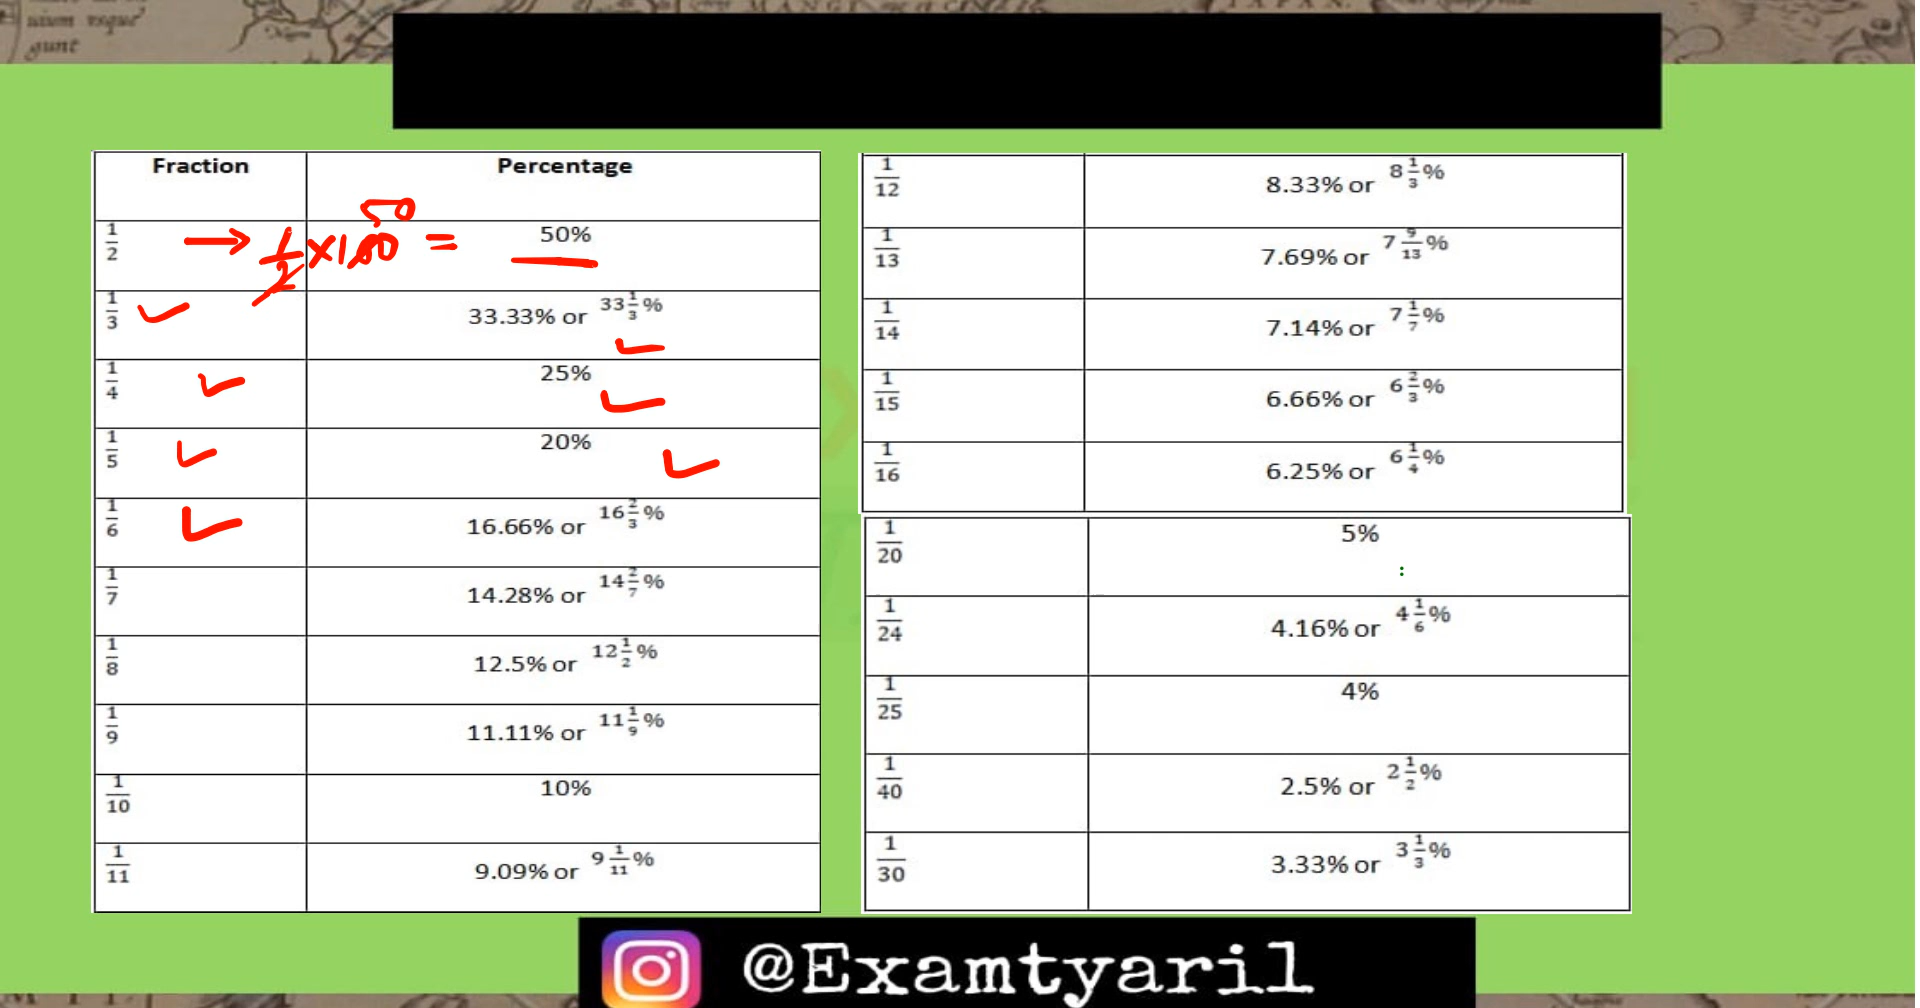 gunt
Fraction Percentage
1/2 → 1/2 × 100 = 50 50%
1/3 33.33% or 33 1/3%
1/4 25%
1/5 20%
1/6 16.66% or 16 2/3%
1/7 14.28% or 14 2/7%
1/8 12.5% or 12 1/2%
1/9 11.11% or 11 1/9%
1/10 10%
1/11 9.09% or 9 1/11%
1/12 8.33% or 8 1/3%
1/13 7.69% or 7 9/13%
1/14 7.14% or 7 1/7%
1/15 6.66% or 6 2/3%
1/16 6.25% or 6 1/4%
1/20 5%
:
1/24 4.16% or 4 1/6%
1/25 4%
1/40 2.5% or 2 1/2%
1/30 3.33% or 3 1/3%
@Examtyaril